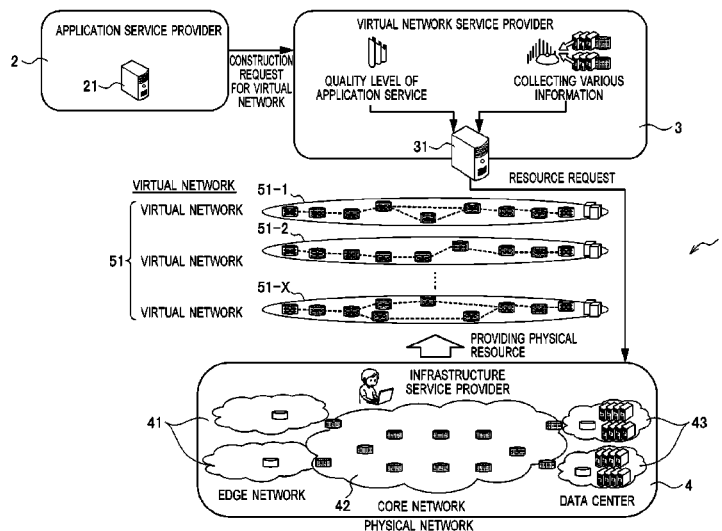 APPLICATION SERVICE PROVIDER
2
21
CONSTRUCTION
REQUEST
FOR VIRTUAL
NETWORK
VIRTUAL NETWORK SERVICE PROVIDER
QUALITY LEVEL OF
APPLICATION SERVICE
COLLECTING VARIOUS
INFORMATION
31
3
RESOURCE REQUEST
VIRTUAL NETWORK
51-1
VIRTUAL NETWORK
51-2
51
VIRTUAL NETWORK
51-X
VIRTUAL NETWORK
PROVIDING PHYSICAL
RESOURCE
INFRASTRUCTURE
SERVICE PROVIDER
41
43
EDGE NETWORK
42
CORE NETWORK
DATA CENTER
4
PHYSICAL NETWORK